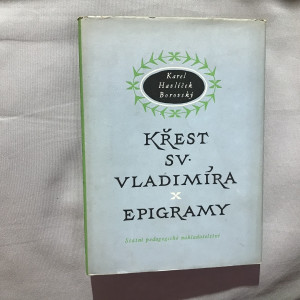 Karel
Havlíček
Borovský
KŘEST
SV.
VLADIMÍRA
X
EPIGRAMY
Státní pedagogické nakladatelství